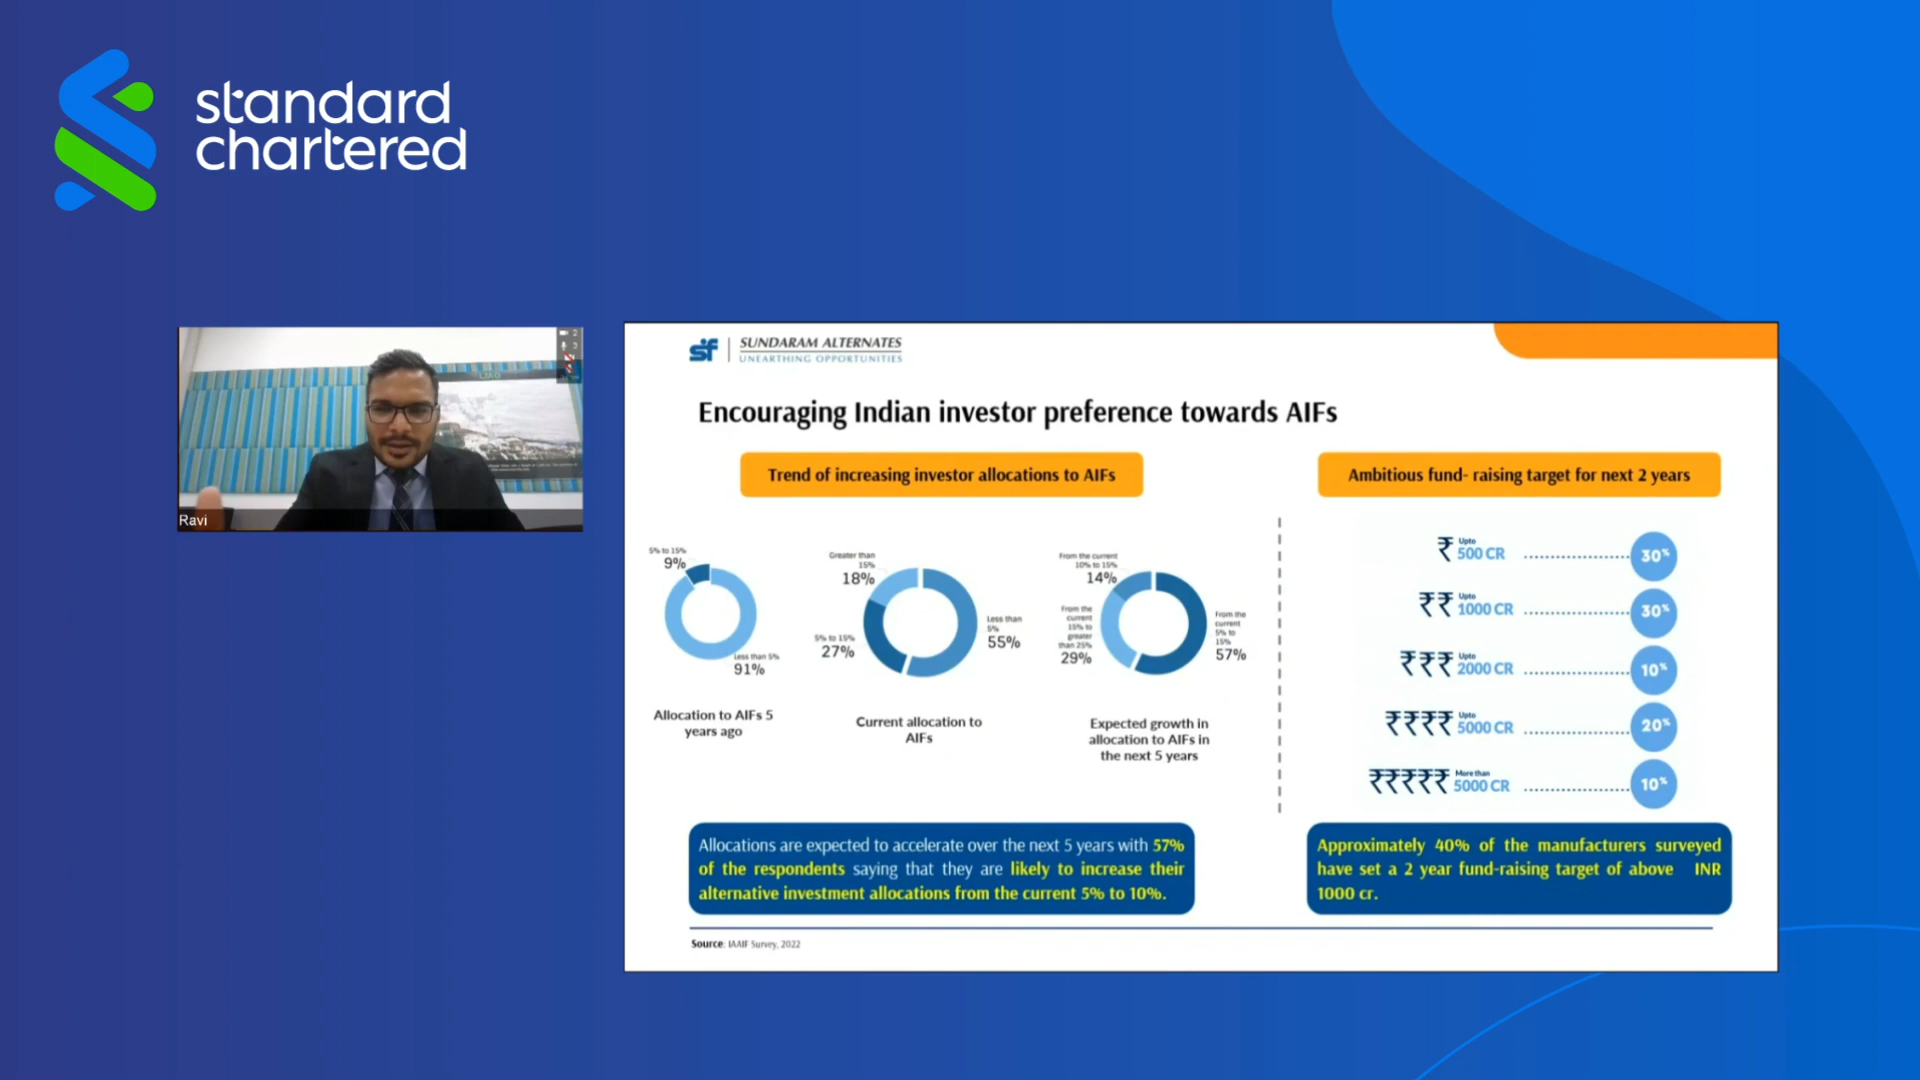 standard
chartered
Ravi
SUNDARAM ALTERNATES
UNEARTHING OPPORTUNITIES
Encouraging Indian investor preference towards AIFs
Trend of increasing investor allocations to AIFs
5% to 15%
9%
Less than 5%
91%
Allocation to AIFs 5
years ago
Greater than
15%
18%
5% to 15%
27%
Less than
5%
55%
Current allocation to
AIFs
From the current
10% to 15%
14%
From the
current
15% to
greater
than 25%
29%
From the
current
5% to
15%
57%
Expected growth in
allocation to AIFs in
the next 5 years
Ambitious fund- raising target for next 2 years
₹ Upto
500 CR 30%
₹₹ Upto
1000 CR 30%
₹₹₹ Upto
2000 CR 10%
₹₹₹₹ Upto
5000 CR 20%
₹₹₹₹₹ More than
5000 CR 10%
Allocations are expected to accelerate over the next 5 years with 57%
of the respondents saying that they are likely to increase their
alternative investment allocations from the current 5% to 10%.
Approximately 40% of the manufacturers surveyed
have set a 2 year fund-raising target of above INR
1000 cr.
Source: IAAIF Survey, 2022